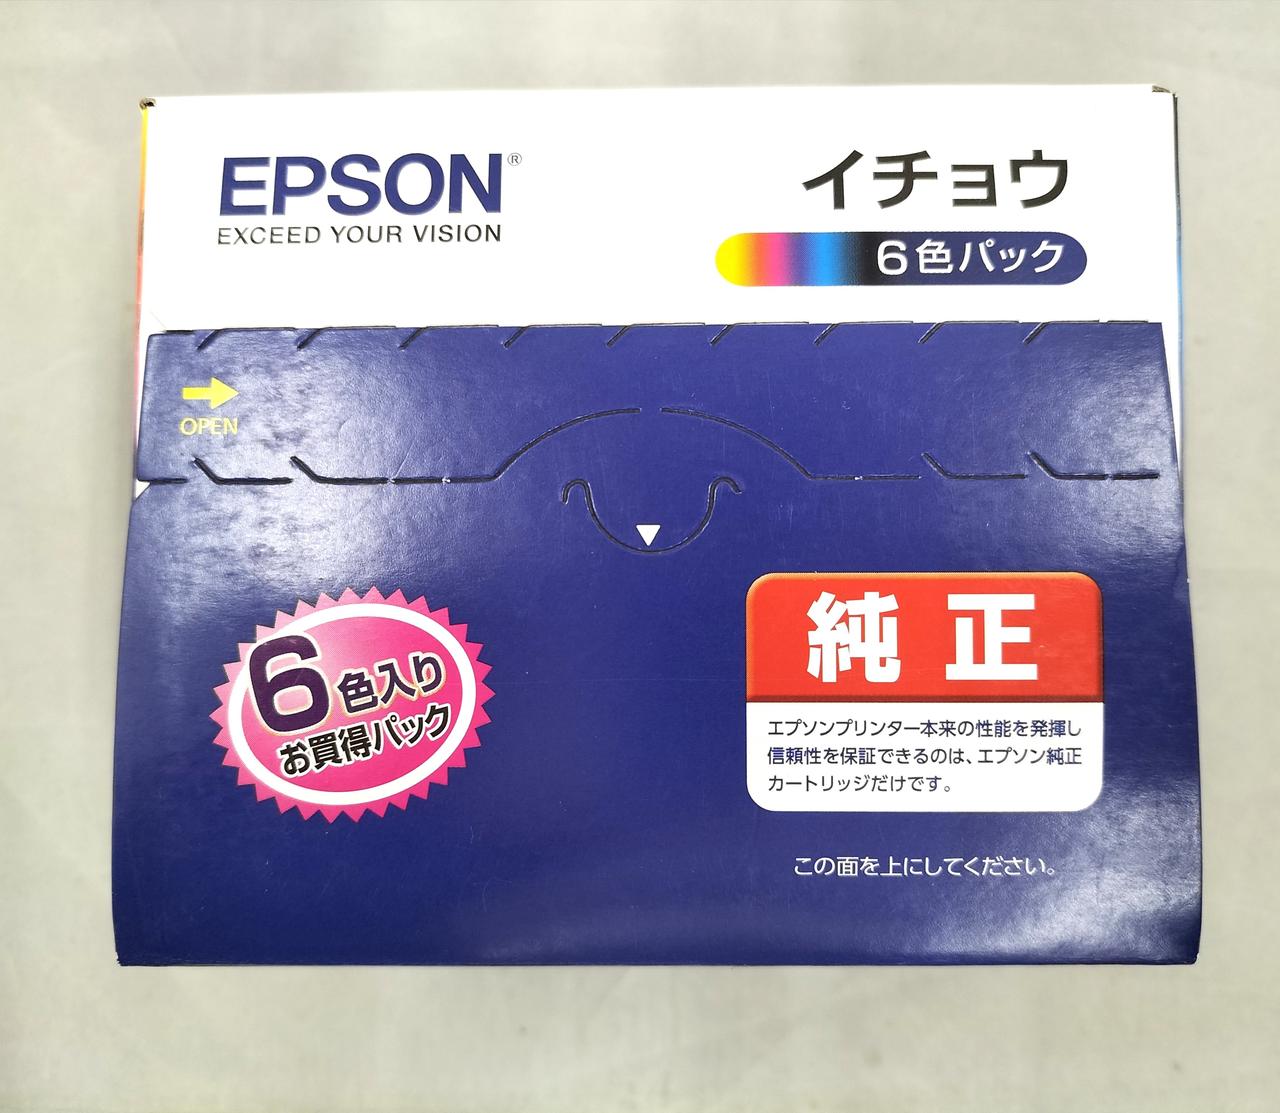 EPSON®
EXCEED YOUR VISION
イチョウ
6色パック
OPEN
6色入り
お買得パック
純正
エプソンプリンター本来の性能を発揮し
信頼性を保証できるのは、エプソン純正
カートリッジだけです。
この面を上にしてください。